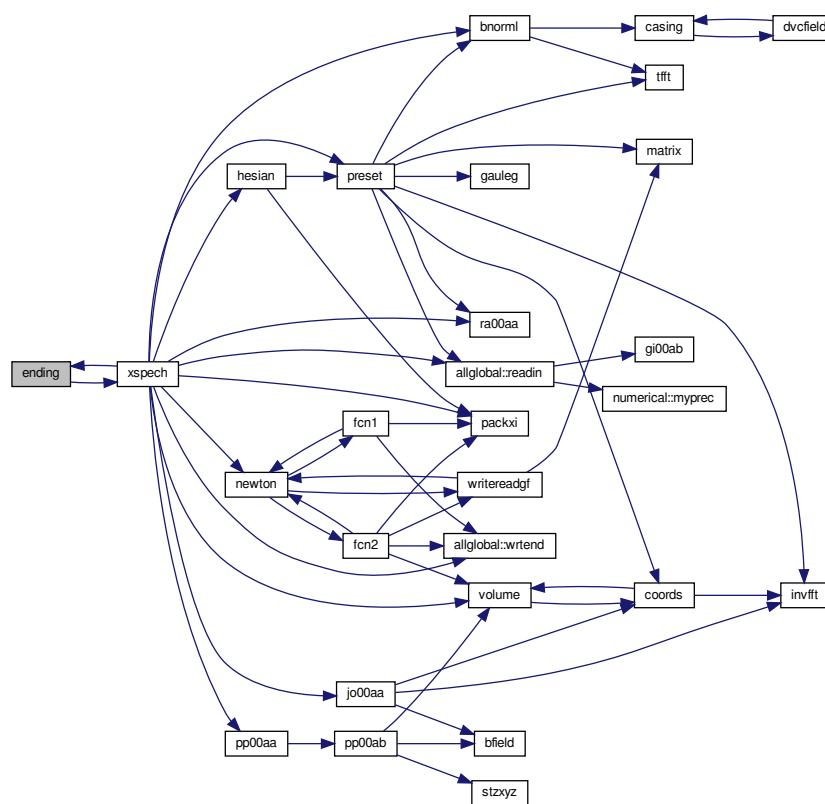 bnorml
casing
dvcfield
tfft
matrix
hesian
preset
gauleg
ra00aa
gi00ab
ending
xspech
allglobal::readin
numerical::myprec
fcn1
packxi
newton
writereadgf
fcn2
allglobal::wrtend
volume
coords
invfft
jo00aa
pp00aa
pp00ab
bfield
stzxyz